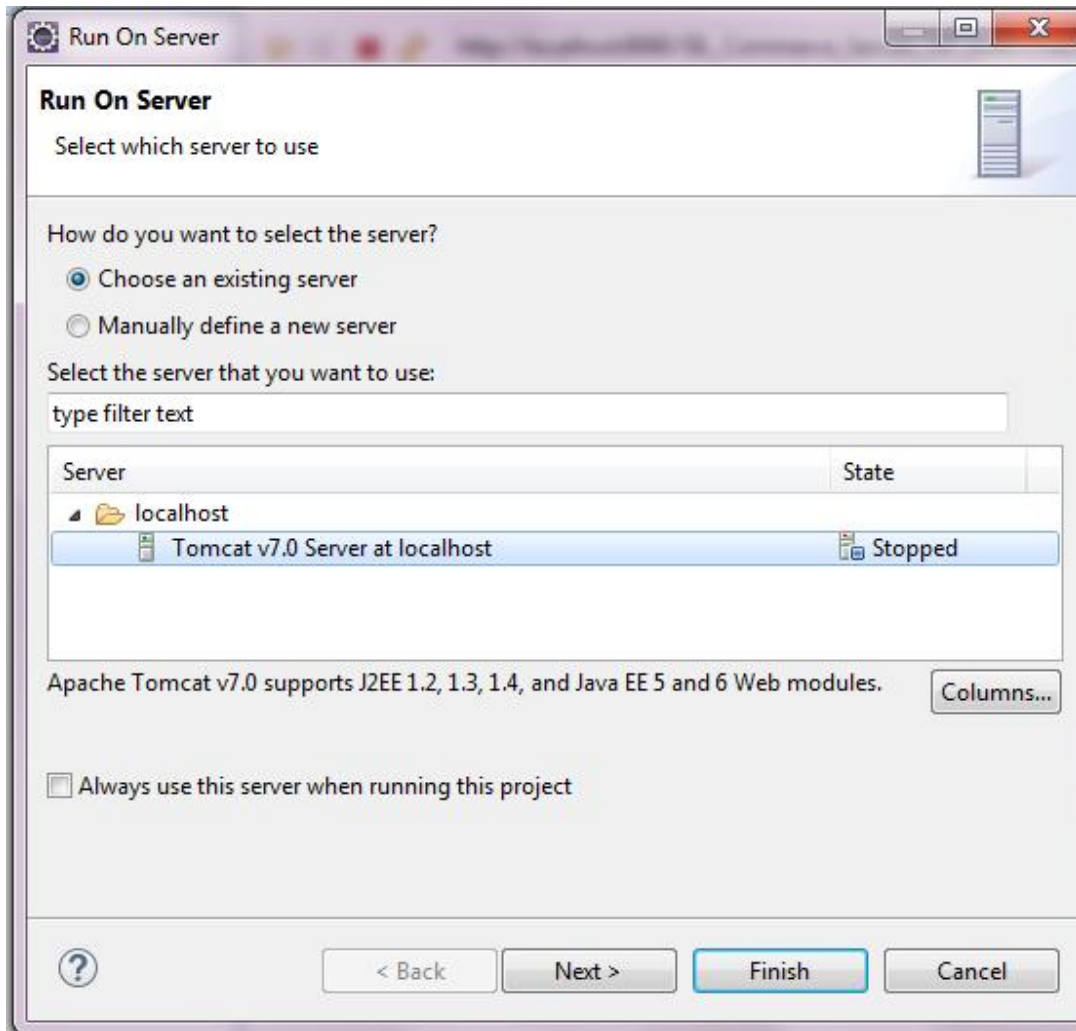 Run On Server
Run On Server
Select which server to use
How do you want to select the server?
Choose an existing server
Manually define a new server
Select the server that you want to use:
type filter text
Server State
localhost
Tomcat v7.0 Server at localhost Stopped
Apache Tomcat v7.0 supports J2EE 1.2, 1.3, 1.4, and Java EE 5 and 6 Web modules.
Columns...
Always use this server when running this project
? < Back Next > Finish Cancel